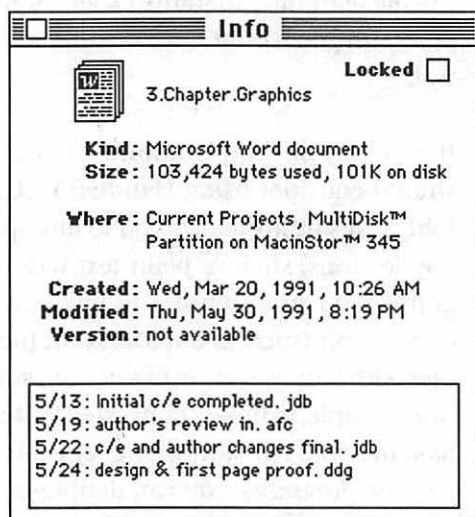 Info
Locked
3.Chapter.Graphics
Kind: Microsoft Word document
Size: 103,424 bytes used, 101K on disk
Where: Current Projects, MultiDisk™
Partition on MacinStor™ 345
Created: Wed, Mar 20, 1991, 10:26 AM
Modified: Thu, May 30, 1991, 8:19 PM
Version: not available
5/13: Initial c/e completed. jdb
5/19: author's review in. afc
5/22: c/e and author changes final. jdb
5/24: design & first page proof. ddg